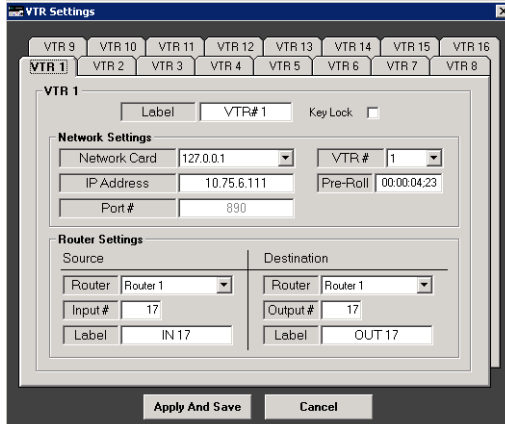 VTR Settings
VTR 9 VTR 10 VTR 11 VTR 12 VTR 13 VTR 14 VTR 15 VTR 16
VTR 1 VTR 2 VTR 3 VTR 4 VTR 5 VTR 6 VTR 7 VTR 8
VTR 1
Label VTR# 1 Key Lock
Network Settings
Network Card 127.0.0.1 VTR # 1
IP Address 10.75.6.111 Pre-Roll 00:00:04;23
Port # 890
Router Settings
Source Destination
Router Router 1 Router Router 1
Input # 17 Output # 17
Label IN 17 Label OUT 17
Apply And Save Cancel